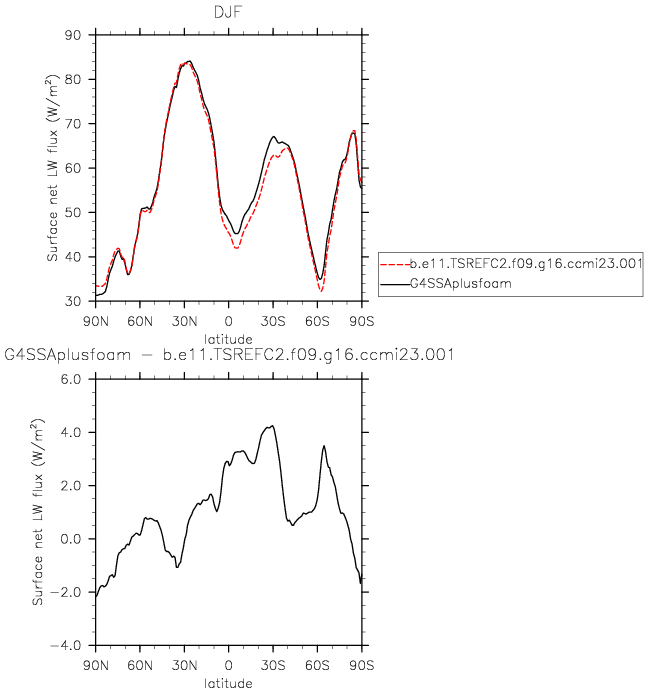 DJF
Surface net LW flux (W/m²)
90
80
70
60
50
40
30
90N 60N 30N 0 30S 60S 90S
latitude
b.e11.TSREFC2.f09.g16.ccmi23.001
G4SSAplusfoam
G4SSAplusfoam − b.e11.TSREFC2.f09.g16.ccmi23.001
Surface net LW flux (W/m²)
6.0
4.0
2.0
0.0
−2.0
−4.0
90N 60N 30N 0 30S 60S 90S
latitude